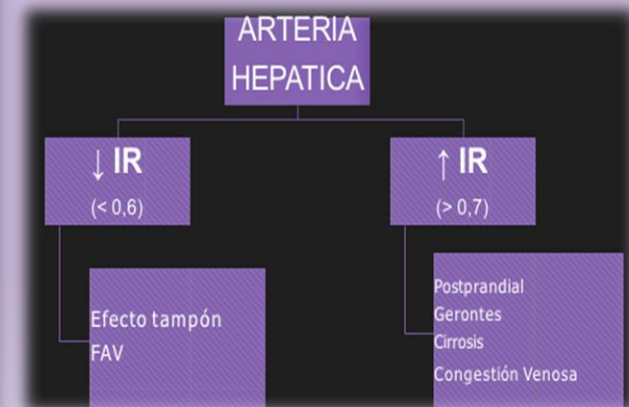 ARTERIA
HEPATICA
↓ IR
(< 0,6)
↑ IR
(> 0,7)
Efecto tampón
FAV
Postprandial
Gerontes
Cirrosis
Congestión Venosa